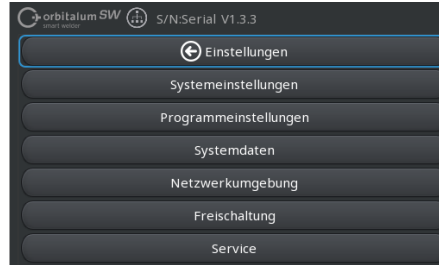 orbitalum SW S/N:Serial V1.3.3
smart welder
Einstellungen
Systemeinstellungen
Programmeinstellungen
Systemdaten
Netzwerkumgebung
Freischaltung
Service